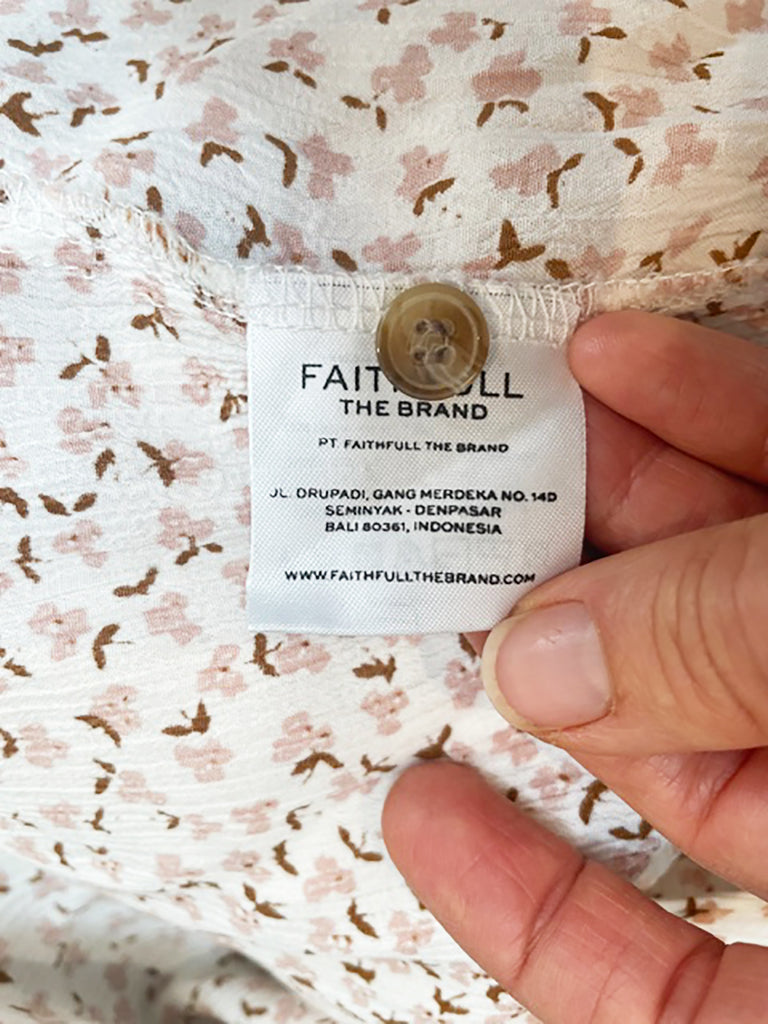 FAITHFULL
THE BRAND
PT FAITHFULL THE BRAND
JL. DRUPADI, GANG MERDEKA NO. 14D
SEMINYAK - DENPASAR
BALI 80361, INDONESIA
WWW.FAITHFULLTHEBRAND.COM